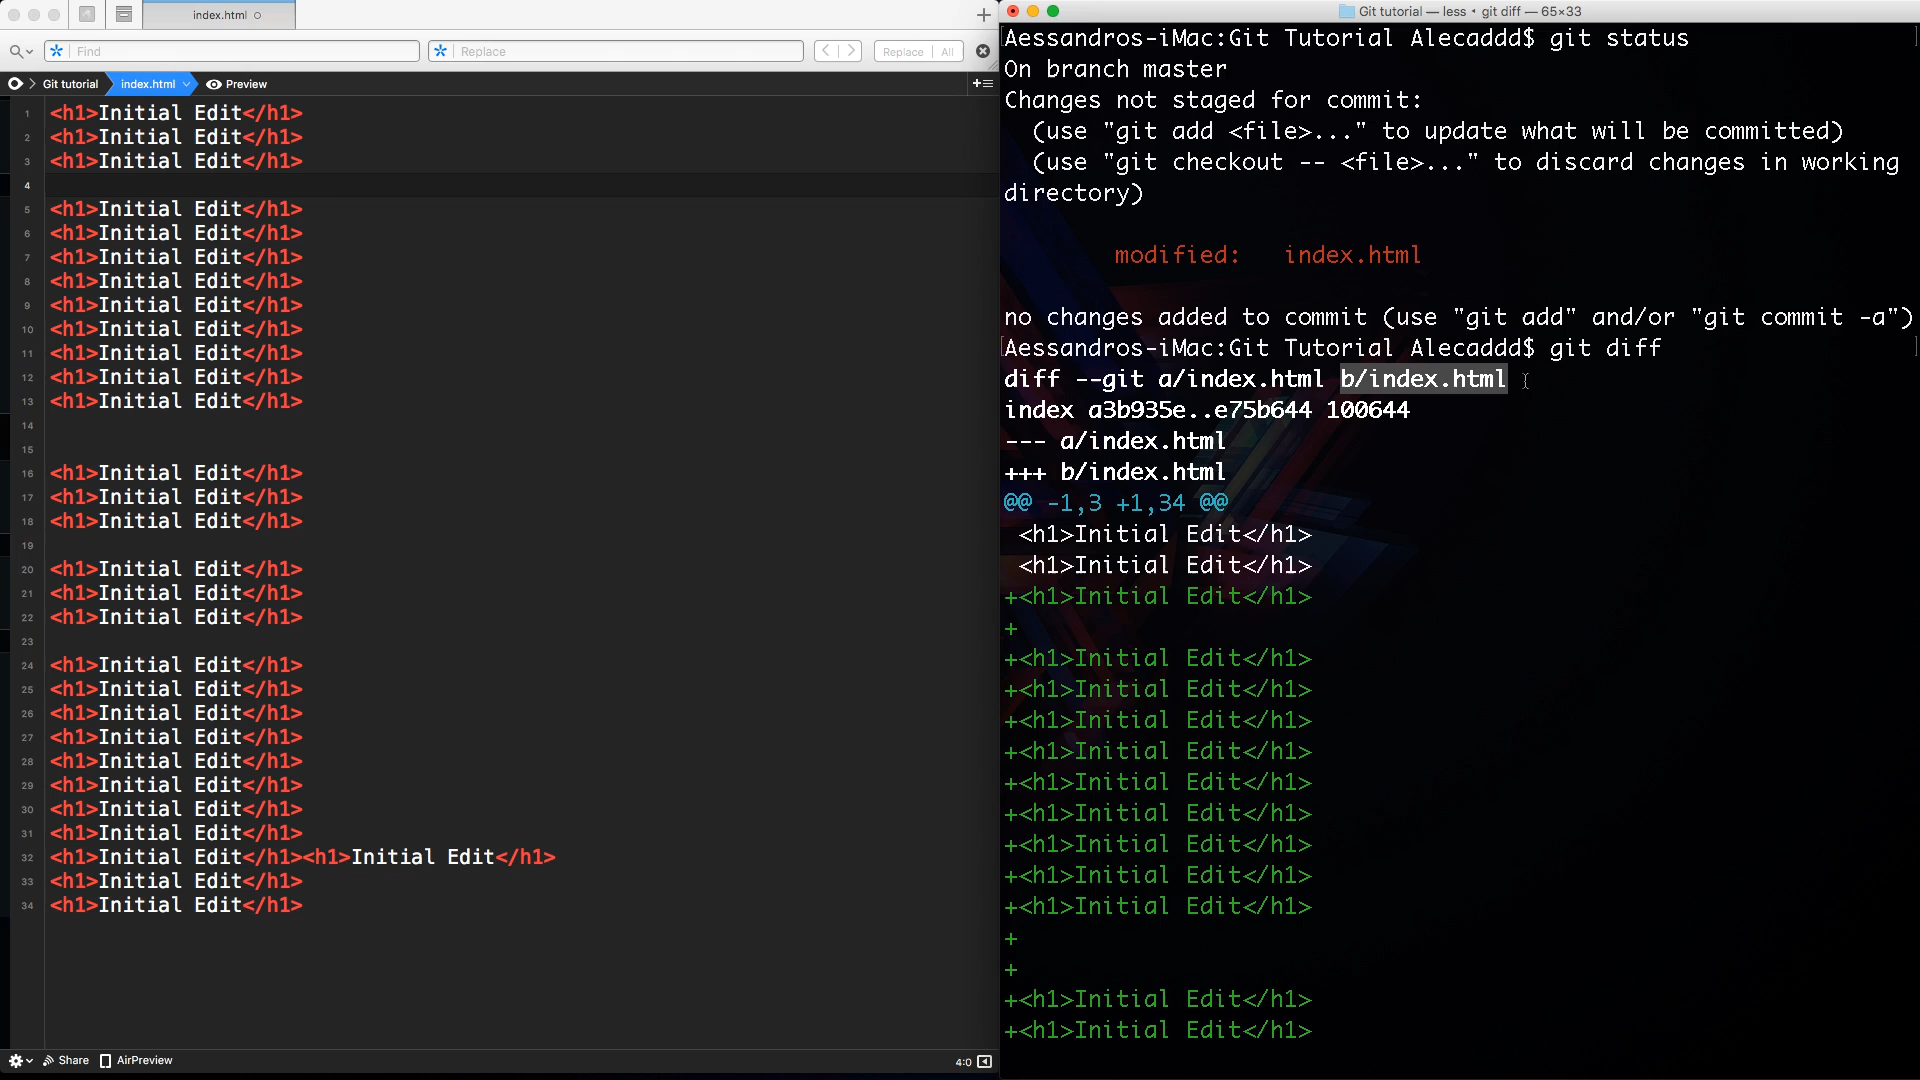 index.html
Find
Replace
Replace All
Git tutorial index.html Preview
1 <h1>Initial Edit</h1>
2 <h1>Initial Edit</h1>
3 <h1>Initial Edit</h1>
4
5 <h1>Initial Edit</h1>
6 <h1>Initial Edit</h1>
7 <h1>Initial Edit</h1>
8 <h1>Initial Edit</h1>
9 <h1>Initial Edit</h1>
10 <h1>Initial Edit</h1>
11 <h1>Initial Edit</h1>
12 <h1>Initial Edit</h1>
13 <h1>Initial Edit</h1>
14
15
16 <h1>Initial Edit</h1>
17 <h1>Initial Edit</h1>
18 <h1>Initial Edit</h1>
19
20 <h1>Initial Edit</h1>
21 <h1>Initial Edit</h1>
22 <h1>Initial Edit</h1>
23
24 <h1>Initial Edit</h1>
25 <h1>Initial Edit</h1>
26 <h1>Initial Edit</h1>
27 <h1>Initial Edit</h1>
28 <h1>Initial Edit</h1>
29 <h1>Initial Edit</h1>
30 <h1>Initial Edit</h1>
31 <h1>Initial Edit</h1>
32 <h1>Initial Edit</h1><h1>Initial Edit</h1>
33 <h1>Initial Edit</h1>
34 <h1>Initial Edit</h1>
Share AirPreview
4:0
Git tutorial — less ‹ git diff — 65×33
[Aessandros-iMac:Git Tutorial Alecaddd$ git status ]
On branch master
Changes not staged for commit:
(use "git add <file>..." to update what will be committed)
(use "git checkout -- <file>..." to discard changes in working
directory)
modified: index.html
no changes added to commit (use "git add" and/or "git commit -a")
[Aessandros-iMac:Git Tutorial Alecaddd$ git diff ]
diff --git a/index.html b/index.html
index a3b935e..e75b644 100644
--- a/index.html
+++ b/index.html
@@ -1,3 +1,34 @@
<h1>Initial Edit</h1>
<h1>Initial Edit</h1>
+<h1>Initial Edit</h1>
+
+<h1>Initial Edit</h1>
+<h1>Initial Edit</h1>
+<h1>Initial Edit</h1>
+<h1>Initial Edit</h1>
+<h1>Initial Edit</h1>
+<h1>Initial Edit</h1>
+<h1>Initial Edit</h1>
+<h1>Initial Edit</h1>
+<h1>Initial Edit</h1>
+
+
+<h1>Initial Edit</h1>
+<h1>Initial Edit</h1>